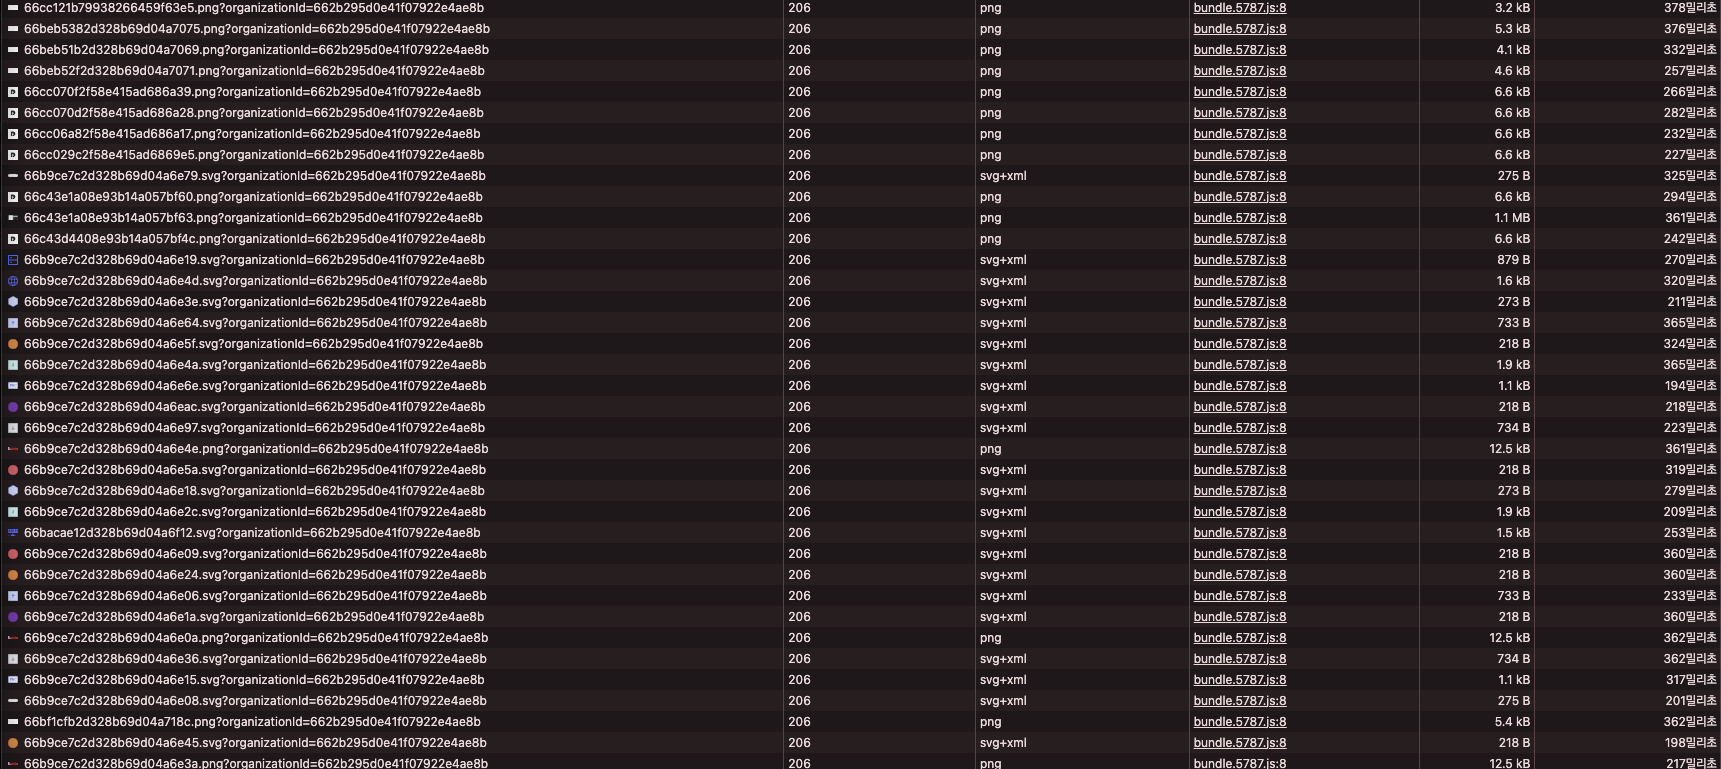 66cc121b79938266459f63e5.png?organizationId=662b295d0e41f07922e4ae8b 206 png bundle.5787.js:8 3.2 kB 378밀리초
66beb5382d328b69d04a7075.png?organizationId=662b295d0e41f07922e4ae8b 206 png bundle.5787.js:8 5.3 kB 376밀리초
66beb51b2d328b69d04a7069.png?organizationId=662b295d0e41f07922e4ae8b 206 png bundle.5787.js:8 4.1 kB 332밀리초
66beb52f2d328b69d04a7071.png?organizationId=662b295d0e41f07922e4ae8b 206 png bundle.5787.js:8 4.6 kB 257밀리초
66cc070f2f58e415ad686a39.png?organizationId=662b295d0e41f07922e4ae8b 206 png bundle.5787.js:8 6.6 kB 266밀리초
66cc070d2f58e415ad686a28.png?organizationId=662b295d0e41f07922e4ae8b 206 png bundle.5787.js:8 6.6 kB 282밀리초
66cc06a82f58e415ad686a17.png?organizationId=662b295d0e41f07922e4ae8b 206 png bundle.5787.js:8 6.6 kB 232밀리초
66cc029c2f58e415ad6869e5.png?organizationId=662b295d0e41f07922e4ae8b 206 png bundle.5787.js:8 6.6 kB 227밀리초
66b9ce7c2d328b69d04a6e79.svg?organizationId=662b295d0e41f07922e4ae8b 206 svg+xml bundle.5787.js:8 275 B 325밀리초
66c43e1a08e93b14a057bf60.png?organizationId=662b295d0e41f07922e4ae8b 206 png bundle.5787.js:8 6.6 kB 294밀리초
66c43e1a08e93b14a057bf63.png?organizationId=662b295d0e41f07922e4ae8b 206 png bundle.5787.js:8 1.1 MB 361밀리초
66c43d4408e93b14a057bf4c.png?organizationId=662b295d0e41f07922e4ae8b 206 png bundle.5787.js:8 6.6 kB 242밀리초
66b9ce7c2d328b69d04a6e19.svg?organizationId=662b295d0e41f07922e4ae8b 206 svg+xml bundle.5787.js:8 879 B 270밀리초
66b9ce7c2d328b69d04a6e4d.svg?organizationId=662b295d0e41f07922e4ae8b 206 svg+xml bundle.5787.js:8 1.6 kB 320밀리초
66b9ce7c2d328b69d04a6e3e.svg?organizationId=662b295d0e41f07922e4ae8b 206 svg+xml bundle.5787.js:8 273 B 211밀리초
66b9ce7c2d328b69d04a6e64.svg?organizationId=662b295d0e41f07922e4ae8b 206 svg+xml bundle.5787.js:8 733 B 365밀리초
66b9ce7c2d328b69d04a6e5f.svg?organizationId=662b295d0e41f07922e4ae8b 206 svg+xml bundle.5787.js:8 218 B 324밀리초
66b9ce7c2d328b69d04a6e4a.svg?organizationId=662b295d0e41f07922e4ae8b 206 svg+xml bundle.5787.js:8 1.9 kB 365밀리초
66b9ce7c2d328b69d04a6e6e.svg?organizationId=662b295d0e41f07922e4ae8b 206 svg+xml bundle.5787.js:8 1.1 kB 194밀리초
66b9ce7c2d328b69d04a6eac.svg?organizationId=662b295d0e41f07922e4ae8b 206 svg+xml bundle.5787.js:8 218 B 218밀리초
66b9ce7c2d328b69d04a6e97.svg?organizationId=662b295d0e41f07922e4ae8b 206 svg+xml bundle.5787.js:8 734 B 223밀리초
66b9ce7c2d328b69d04a6e4e.png?organizationId=662b295d0e41f07922e4ae8b 206 png bundle.5787.js:8 12.5 kB 361밀리초
66b9ce7c2d328b69d04a6e5a.svg?organizationId=662b295d0e41f07922e4ae8b 206 svg+xml bundle.5787.js:8 218 B 319밀리초
66b9ce7c2d328b69d04a6e18.svg?organizationId=662b295d0e41f07922e4ae8b 206 svg+xml bundle.5787.js:8 273 B 279밀리초
66b9ce7c2d328b69d04a6e2c.svg?organizationId=662b295d0e41f07922e4ae8b 206 svg+xml bundle.5787.js:8 1.9 kB 209밀리초
66bacae12d328b69d04a6f12.svg?organizationId=662b295d0e41f07922e4ae8b 206 svg+xml bundle.5787.js:8 1.5 kB 253밀리초
66b9ce7c2d328b69d04a6e09.svg?organizationId=662b295d0e41f07922e4ae8b 206 svg+xml bundle.5787.js:8 218 B 360밀리초
66b9ce7c2d328b69d04a6e24.svg?organizationId=662b295d0e41f07922e4ae8b 206 svg+xml bundle.5787.js:8 218 B 360밀리초
66b9ce7c2d328b69d04a6e06.svg?organizationId=662b295d0e41f07922e4ae8b 206 svg+xml bundle.5787.js:8 733 B 233밀리초
66b9ce7c2d328b69d04a6e1a.svg?organizationId=662b295d0e41f07922e4ae8b 206 svg+xml bundle.5787.js:8 218 B 360밀리초
66b9ce7c2d328b69d04a6e0a.png?organizationId=662b295d0e41f07922e4ae8b 206 png bundle.5787.js:8 12.5 kB 362밀리초
66b9ce7c2d328b69d04a6e36.svg?organizationId=662b295d0e41f07922e4ae8b 206 svg+xml bundle.5787.js:8 734 B 362밀리초
66b9ce7c2d328b69d04a6e15.svg?organizationId=662b295d0e41f07922e4ae8b 206 svg+xml bundle.5787.js:8 1.1 kB 317밀리초
66b9ce7c2d328b69d04a6e08.svg?organizationId=662b295d0e41f07922e4ae8b 206 svg+xml bundle.5787.js:8 275 B 201밀리초
66bf1cfb2d328b69d04a718c.png?organizationId=662b295d0e41f07922e4ae8b 206 png bundle.5787.js:8 5.4 kB 362밀리초
66b9ce7c2d328b69d04a6e45.svg?organizationId=662b295d0e41f07922e4ae8b 206 svg+xml bundle.5787.js:8 218 B 198밀리초
66b9ce7c2d328b69d04a6e3a.png?organizationId=662b295d0e41f07922e4ae8b 206 png bundle.5787.js:8 12.5 kB 217밀리초